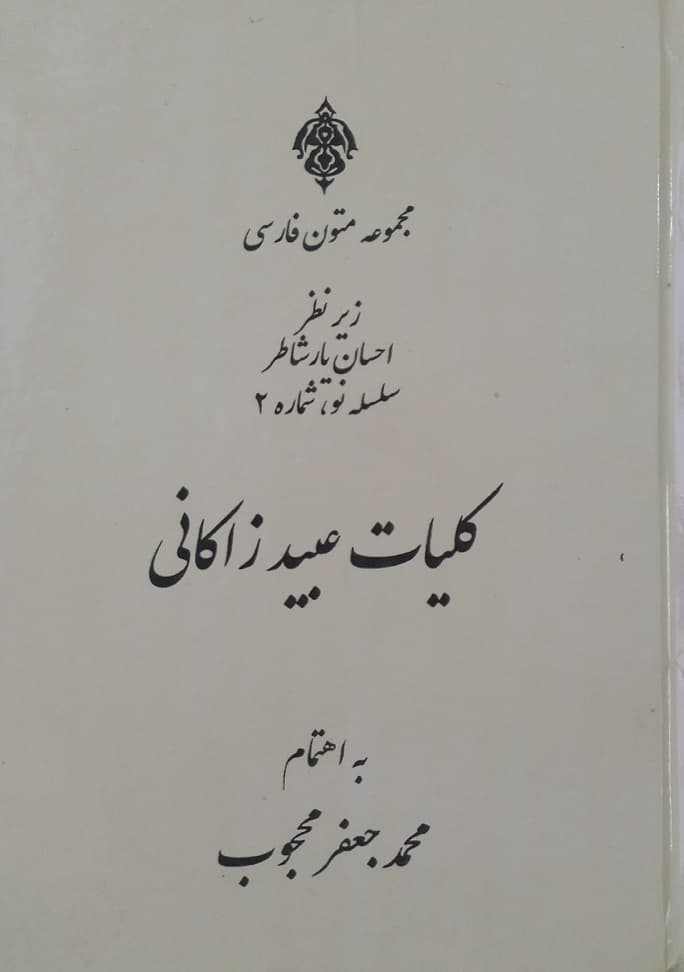 مجموعه متون فارسی
زیر نظر
احسان یارشاطر
سلسله نو، شماره ۲
کلیات عبید زاکانی
به اهتمام
محمد جعفر محجوب